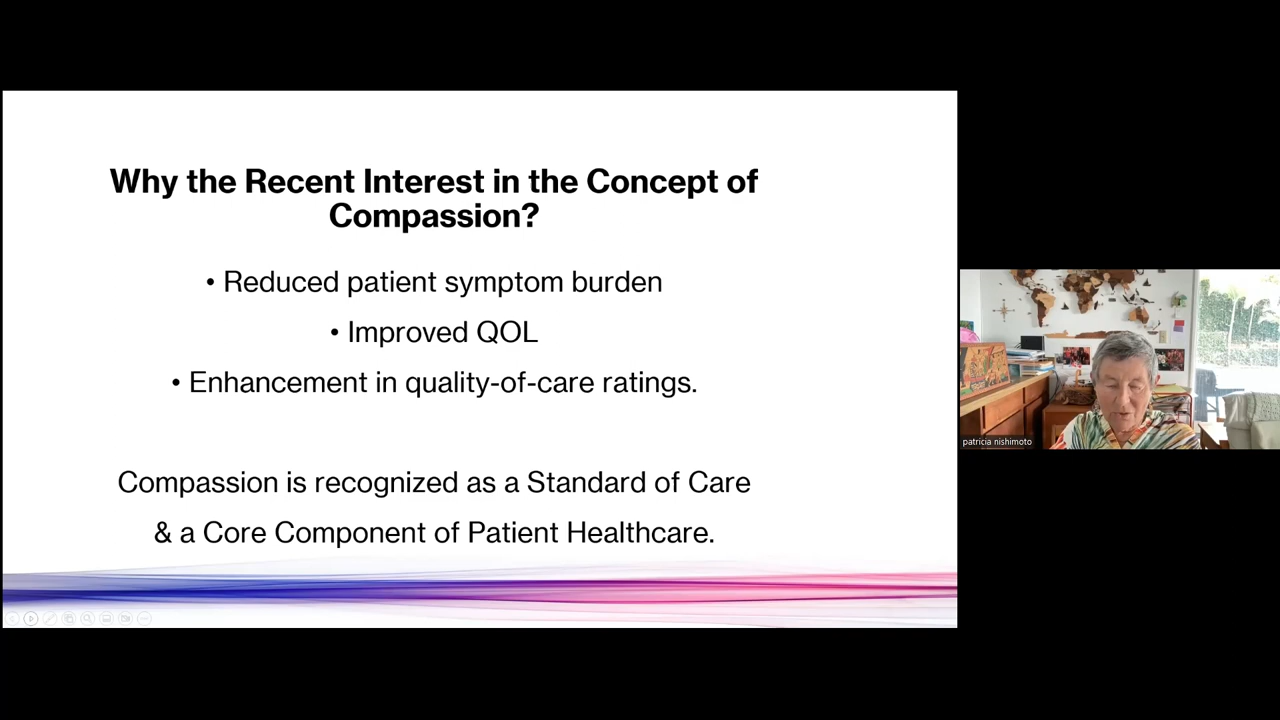 Why the Recent Interest in the Concept of
Compassion?
• Reduced patient symptom burden
• Improved QOL
• Enhancement in quality-of-care ratings.
Compassion is recognized as a Standard of Care
& a Core Component of Patient Healthcare.
patricia nishimoto